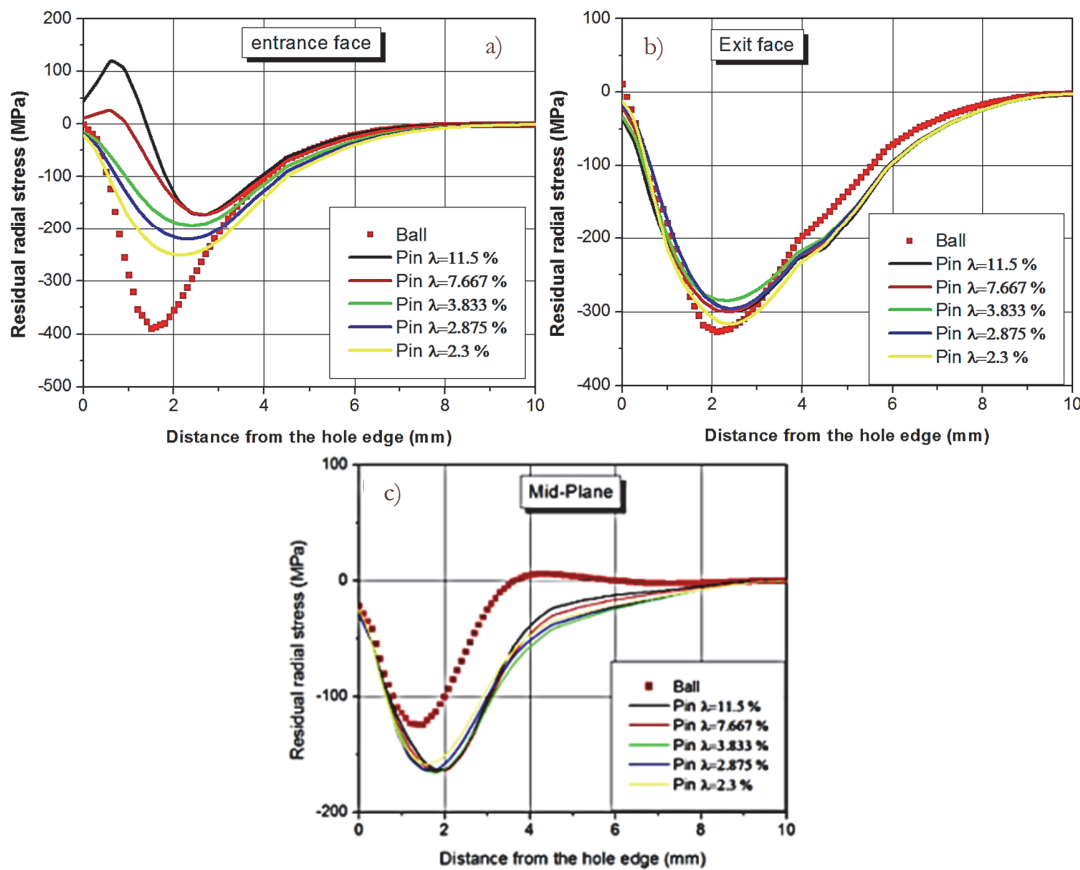 entrance face
a)
Residual radial stress (MPa)
200
100
0
-100
-200
-300
-400
-500
Ball
Pin λ=11.5 %
Pin λ=7.667 %
Pin λ=3.833 %
Pin λ=2.875 %
Pin λ=2.3 %
0 2 4 6 8 10
Distance from the hole edge (mm)
Exit face
b)
Residual radial stress (MPa)
100
0
-100
-200
-300
-400
Ball
Pin λ=11.5 %
Pin λ=7.667 %
Pin λ=3.833 %
Pin λ=2.875 %
Pin λ=2.3 %
0 2 4 6 8 10
Distance from the hole edge (mm)
c)
Mid-Plane
Residual radial stress (MPa)
100
0
-100
-200
Ball
Pin λ=11.5 %
Pin λ=7.667 %
Pin λ=3.833 %
Pin λ=2.875 %
Pin λ=2.3 %
0 2 4 6 8 10
Distance from the hole edge (mm)